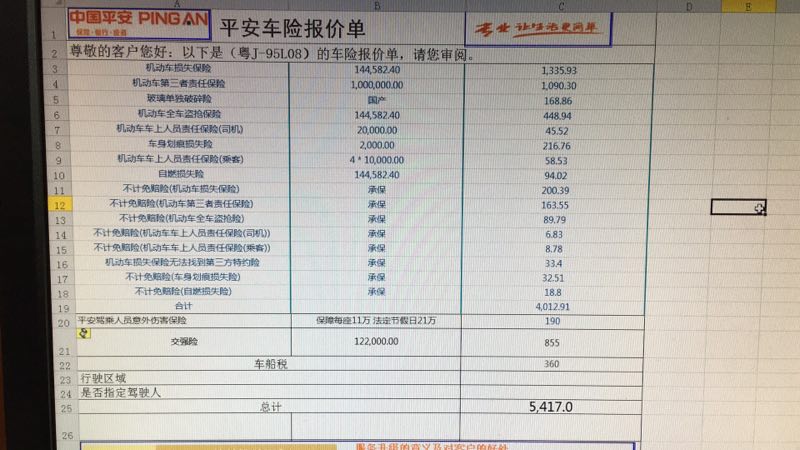 A B C D E
1 中国平安 PING AN
保险·银行·投资
平安车险报价单
专业 让生活更简单
2 尊敬的客户您好：以下是（粤J-95L08）的车险报价单，请您审阅。
3 机动车损失保险 144,582.40 1,335.93
4 机动车第三者责任保险 1,000,000.00 1,090.30
5 玻璃单独破碎险 国产 168.86
6 机动车全车盗抢保险 144,582.40 448.94
7 机动车车上人员责任保险(司机) 20,000.00 45.52
8 车身划痕损失险 2,000.00 216.76
9 机动车车上人员责任保险(乘客) 4 * 10,000.00 58.53
10 自燃损失险 144,582.40 94.02
11 不计免赔险(机动车损失保险) 承保 200.39
12 不计免赔险(机动车第三者责任保险) 承保 163.55
13 不计免赔险(机动车全车盗抢险) 承保 89.79
14 不计免赔险(机动车车上人员责任保险(司机)) 承保 6.83
15 不计免赔险(机动车车上人员责任保险(乘客)) 承保 8.78
16 机动车损失保险无法找到第三方特约险 承保 33.4
17 不计免赔险(车身划痕损失险) 承保 32.51
18 不计免赔险(自燃损失险) 承保 18.8
19 合计 4,012.91
20 平安驾乘人员意外伤害保险 保障每座11万 法定节假日21万 190
21 交强险 122,000.00 855
22 车船税 360
23 行驶区域
24 是否指定驾驶人
25 总计 5,417.0
26
服务升级的意义及对客户的好处